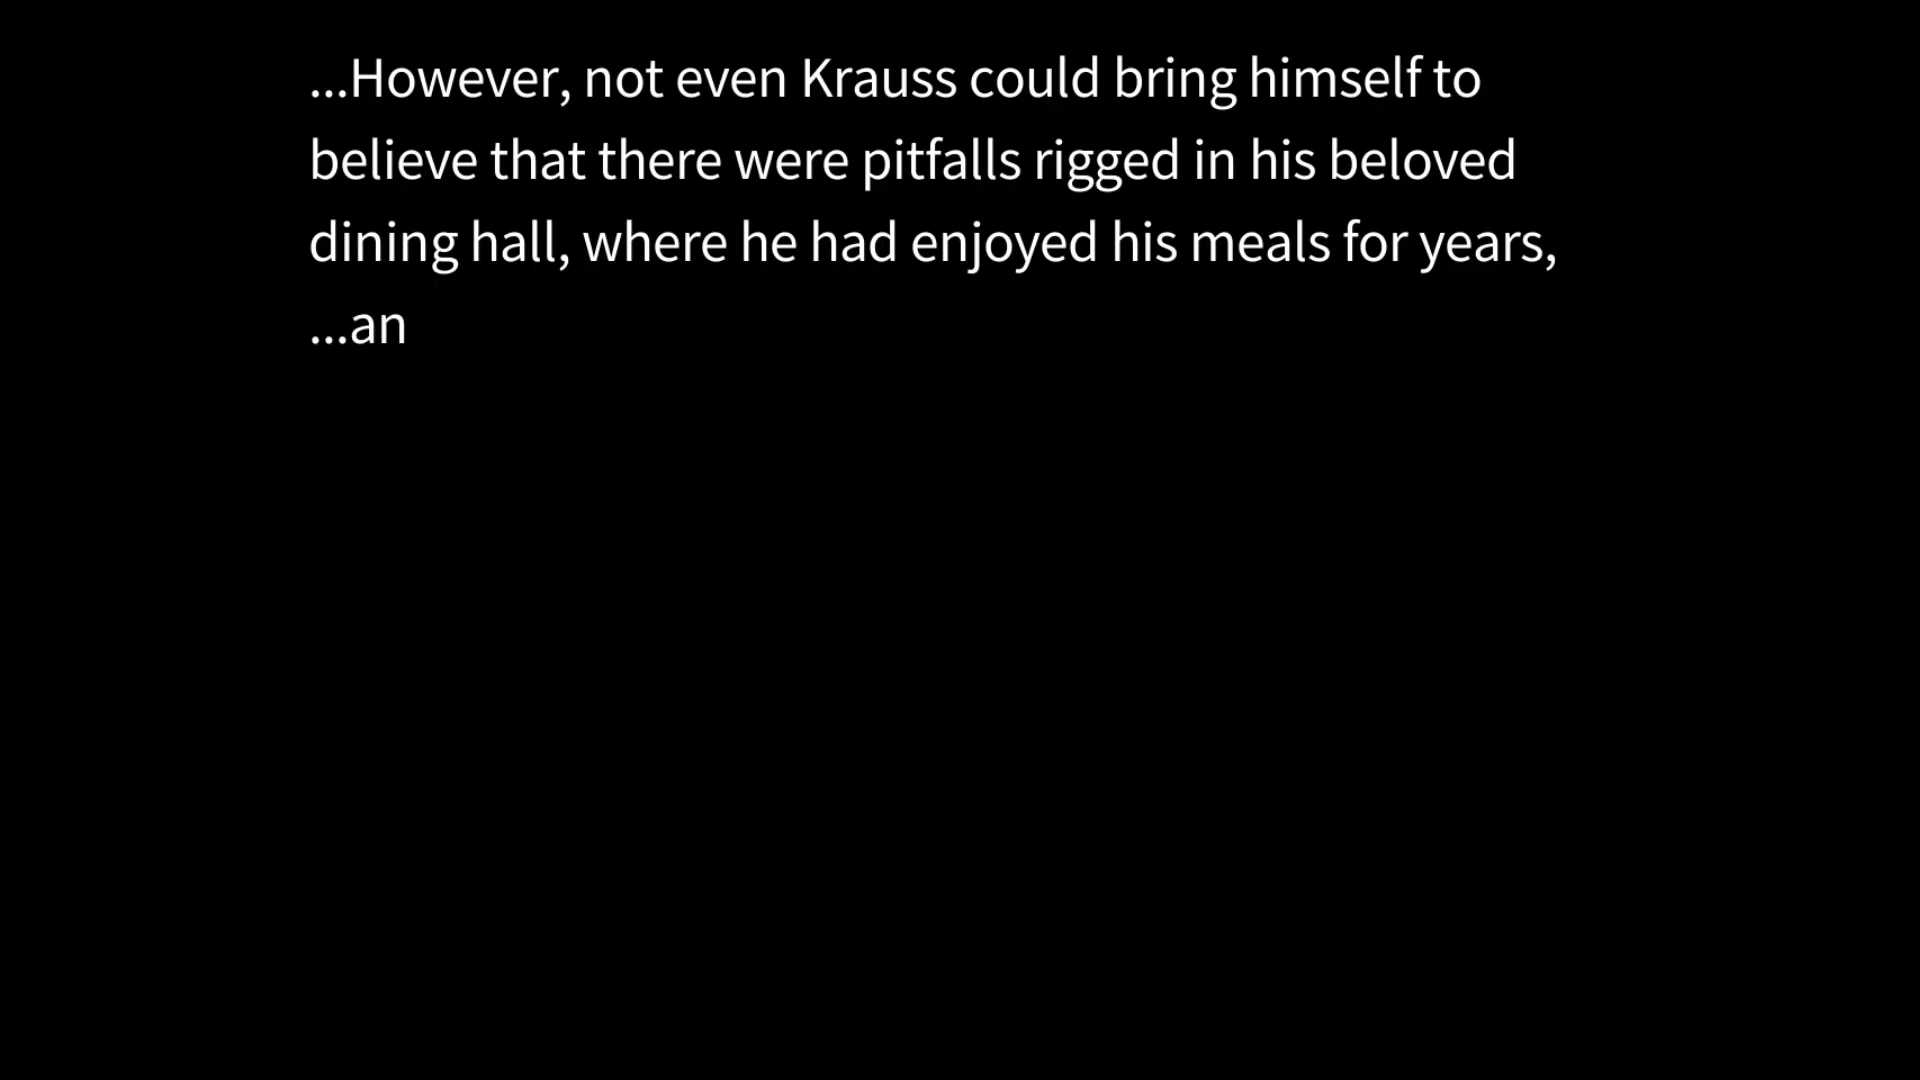 ...However, not even Krauss could bring himself to
believe that there were pitfalls rigged in his beloved
dining hall, where he had enjoyed his meals for years,
...an